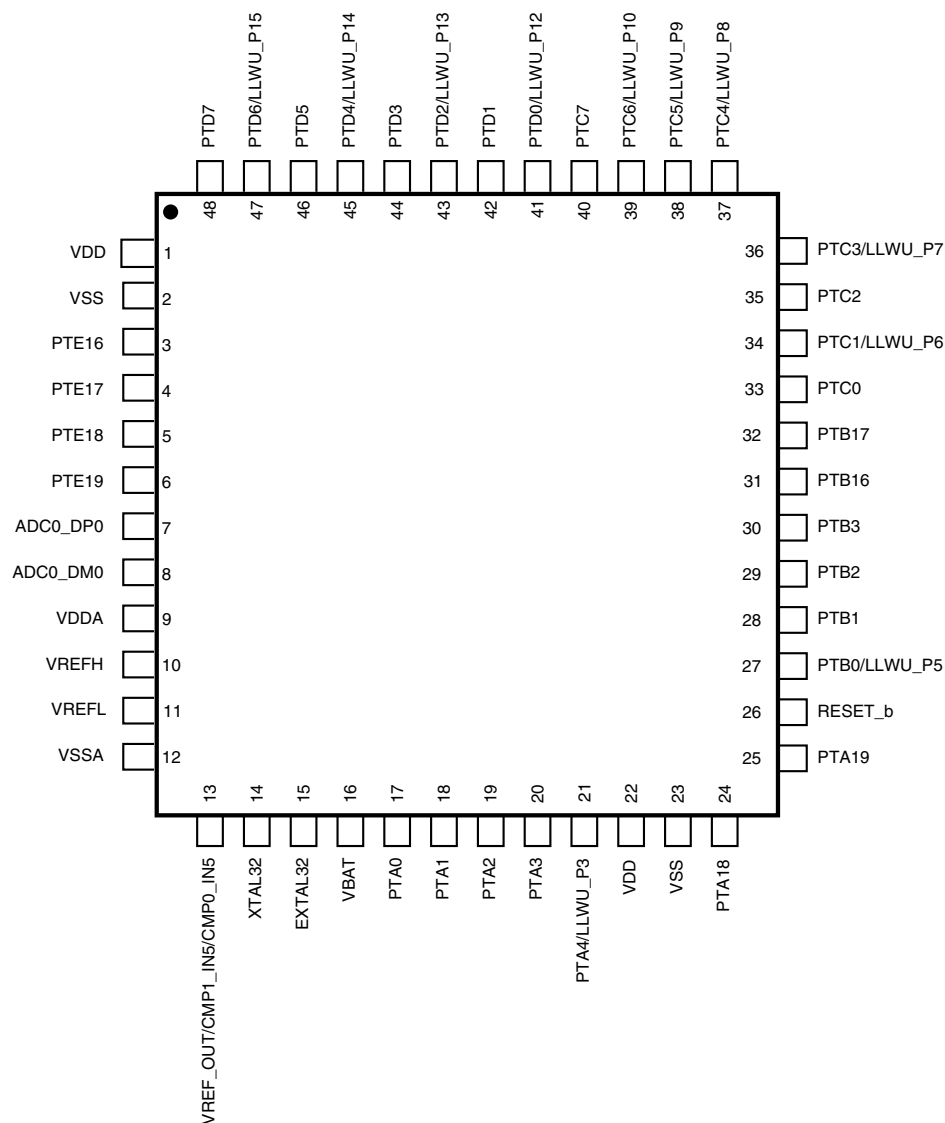 PTD7
PTD6/LLWU_P15
PTD5
PTD4/LLWU_P14
PTD3
PTD2/LLWU_P13
PTD1
PTD0/LLWU_P12
PTC7
PTC6/LLWU_P10
PTC5/LLWU_P9
PTC4/LLWU_P8
48
47
46
45
44
43
42
41
40
39
38
37
VDD 1
36 PTC3/LLWU_P7
VSS 2
35 PTC2
PTE16 3
34 PTC1/LLWU_P6
PTE17 4
33 PTC0
PTE18 5
32 PTB17
PTE19 6
31 PTB16
ADC0_DP0 7
30 PTB3
ADC0_DM0 8
29 PTB2
VDDA 9
28 PTB1
VREFH 10
27 PTB0/LLWU_P5
VREFL 11
26 RESET_b
VSSA 12
25 PTA19
13
14
15
16
17
18
19
20
21
22
23
24
VREF_OUT/CMP1_IN5/CMP0_IN5
XTAL32
EXTAL32
VBAT
PTA0
PTA1
PTA2
PTA3
PTA4/LLWU_P3
VDD
VSS
PTA18